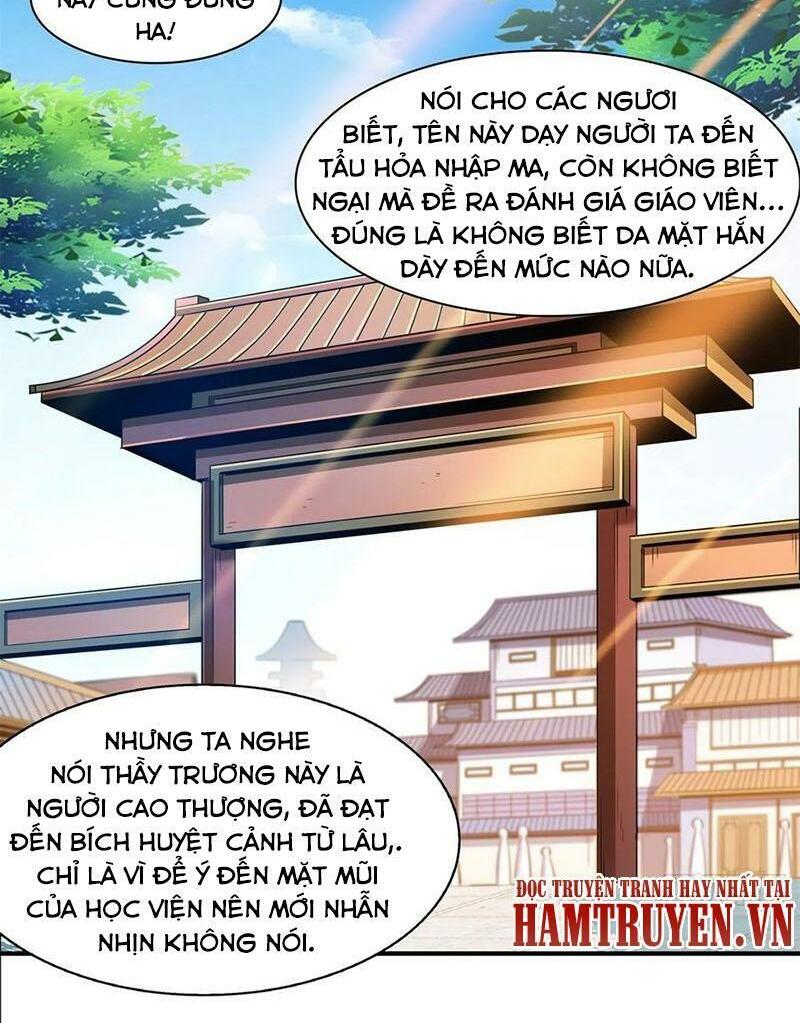 HA!
NÓI CHO CÁC NGƯƠI
BIẾT, TÊN NÀY DẠY NGƯỜI TA ĐẾN
TẨU HỎA NHẬP MA, CÒN KHÔNG BIẾT
NGẠI MÀ ĐỀ RA ĐÁNH GIÁ GIÁO VIÊN...
ĐÚNG LÀ KHÔNG BIẾT DA MẶT HẮN
DÀY ĐẾN MỨC NÀO NỮA.
NHƯNG TA NGHE
NÓI THẦY TRƯƠNG NÀY LÀ
NGƯỜI CAO THƯỢNG, ĐÃ ĐẠT
ĐẾN BÍCH HUYỆT CẢNH TỪ LÂU,.
CHỈ LÀ VÌ ĐỂ Ý ĐẾN MẶT MŨI
CỦA HỌC VIỆN NÊN MỚI NHẪN
NHỊN KHÔNG NÓI.
ĐỌC TRUYỆN TRANH HAY NHẤT TẠI
HAMTRUYEN.VN